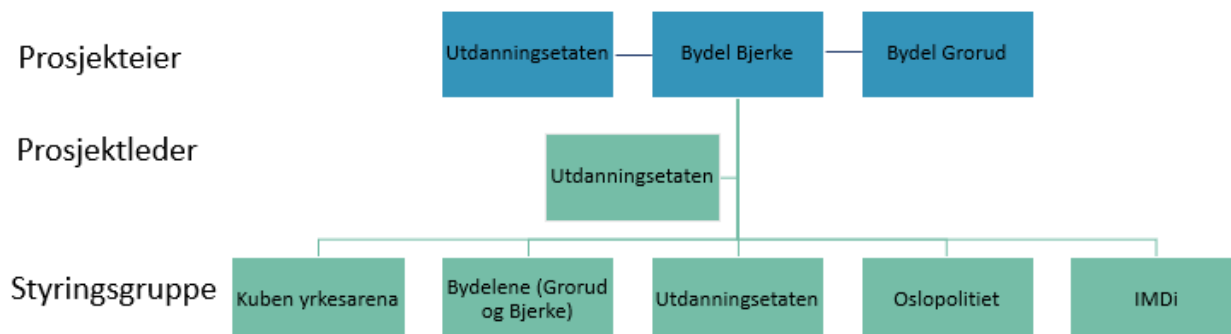 Prosjekteier
Utdanningsetaten
Bydel Bjerke
Bydel Grorud
Prosjektleder
Utdanningsetaten
Styringsgruppe
Kuben yrkesarena
Bydelene (Grorud
og Bjerke)
Utdanningsetaten
Oslopolitiet
IMDi